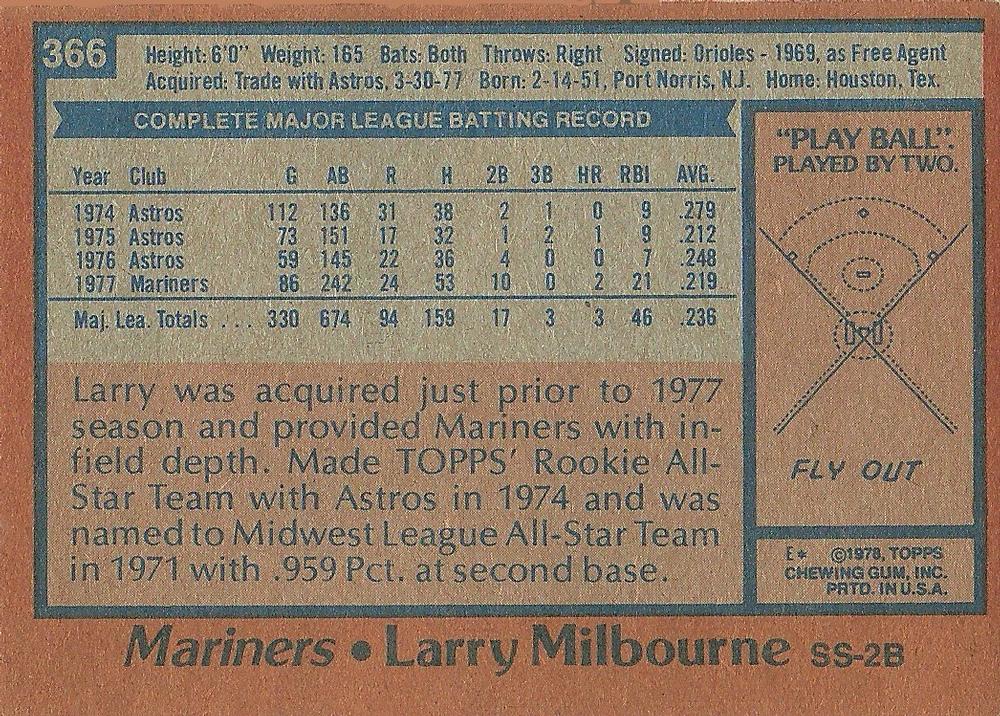 366
Height: 6'0" Weight: 165 Bats: Both Throws: Right Signed: Orioles - 1969, as Free Agent
Acquired: Trade with Astros, 3-30-77 Born: 2-14-51, Port Norris, N.J. Home: Houston, Tex.
COMPLETE MAJOR LEAGUE BATTING RECORD
Year Club G AB R H 2B 3B HR RBI AVG.
1974 Astros 112 136 31 38 2 1 0 9 .279
1975 Astros 73 151 17 32 1 2 1 9 .212
1976 Astros 59 145 22 36 4 0 0 7 .248
1977 Mariners 86 242 24 53 10 0 2 21 .219
Maj. Lea. Totals . . . 330 674 94 159 17 3 3 46 .236
Larry was acquired just prior to 1977
season and provided Mariners with in-
field depth. Made TOPPS' Rookie All-
Star Team with Astros in 1974 and was
named to Midwest League All-Star Team
in 1971 with .959 Pct. at second base.
"PLAY BALL".
PLAYED BY TWO.
FLY OUT
E* ©1978, TOPPS
CHEWING GUM, INC.
PRTD. IN U.S.A.
Mariners • Larry Milbourne SS-2B